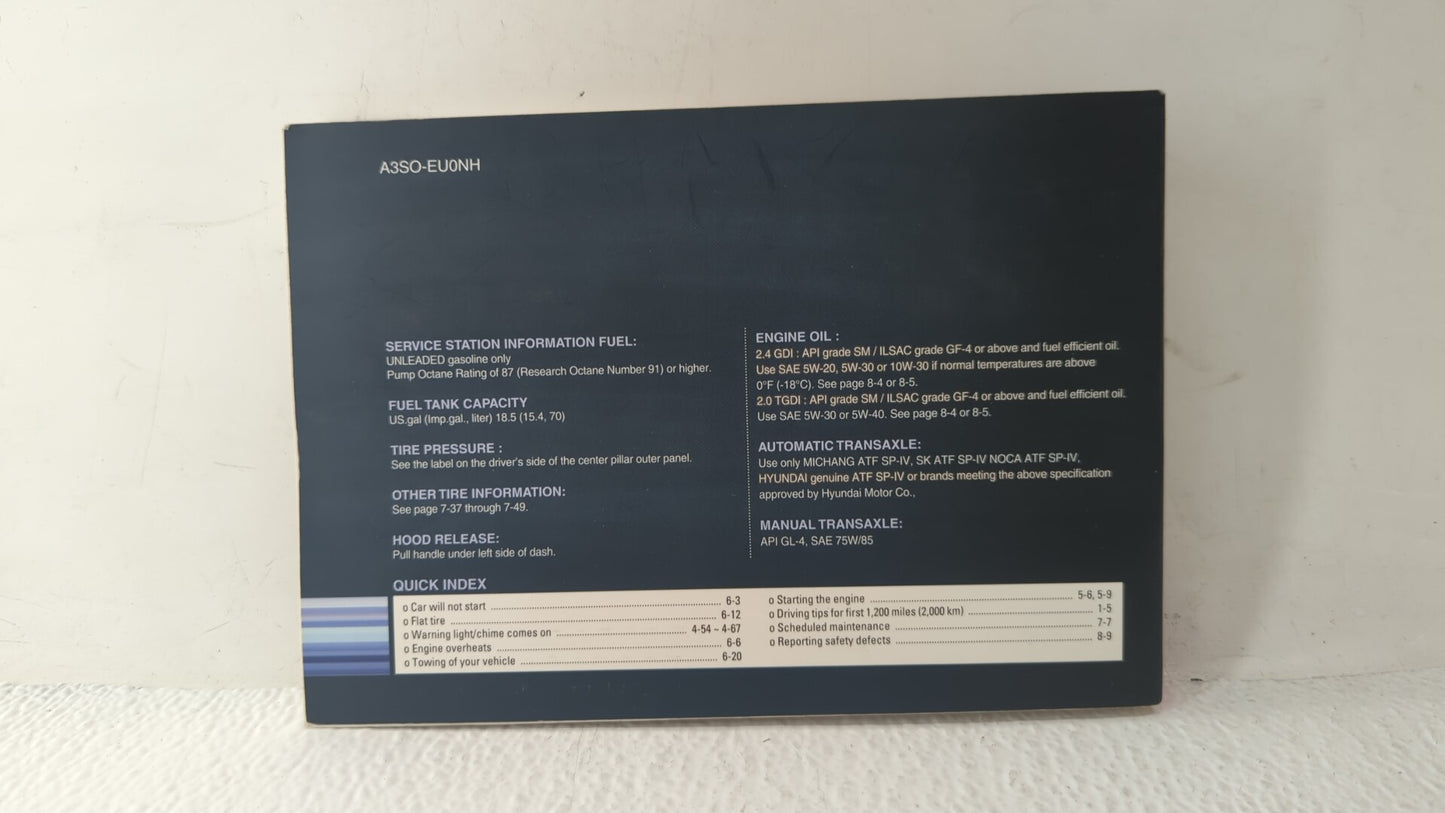 A3SO-EU0NH
SERVICE STATION INFORMATION FUEL:
UNLEADED gasoline only
Pump Octane Rating of 87 (Research Octane Number 91) or higher.
FUEL TANK CAPACITY
US.gal (Imp.gal., liter) 18.5 (15.4, 70)
TIRE PRESSURE :
See the label on the driver's side of the center pillar outer panel.
OTHER TIRE INFORMATION:
See page 7-37 through 7-49.
HOOD RELEASE:
Pull handle under left side of dash.
ENGINE OIL :
2.4 GDI : API grade SM / ILSAC grade GF-4 or above and fuel efficient oil.
Use SAE 5W-20, 5W-30 or 10W-30 if normal temperatures are above
0°F (-18°C). See page 8-4 or 8-5.
2.0 TGDI : API grade SM / ILSAC grade GF-4 or above and fuel efficient oil.
Use SAE 5W-30 or 5W-40. See page 8-4 or 8-5.
AUTOMATIC TRANSAXLE:
Use only MICHANG ATF SP-IV, SK ATF SP-IV NOCA ATF SP-IV,
HYUNDAI genuine ATF SP-IV or brands meeting the above specification
approved by Hyundai Motor Co.,
MANUAL TRANSAXLE:
API GL-4, SAE 75W/85
QUICK INDEX
o Car will not start ........ 6-3
o Flat tire ........ 6-12
o Warning light/chime comes on ........ 4-54 ~ 4-67
o Engine overheats ........ 6-6
o Towing of your vehicle ........ 6-20
o Starting the engine ........ 5-6, 5-9
o Driving tips for first 1,200 miles (2,000 km) ........ 1-5
o Scheduled maintenance ........ 7-7
o Reporting safety defects ........ 8-9